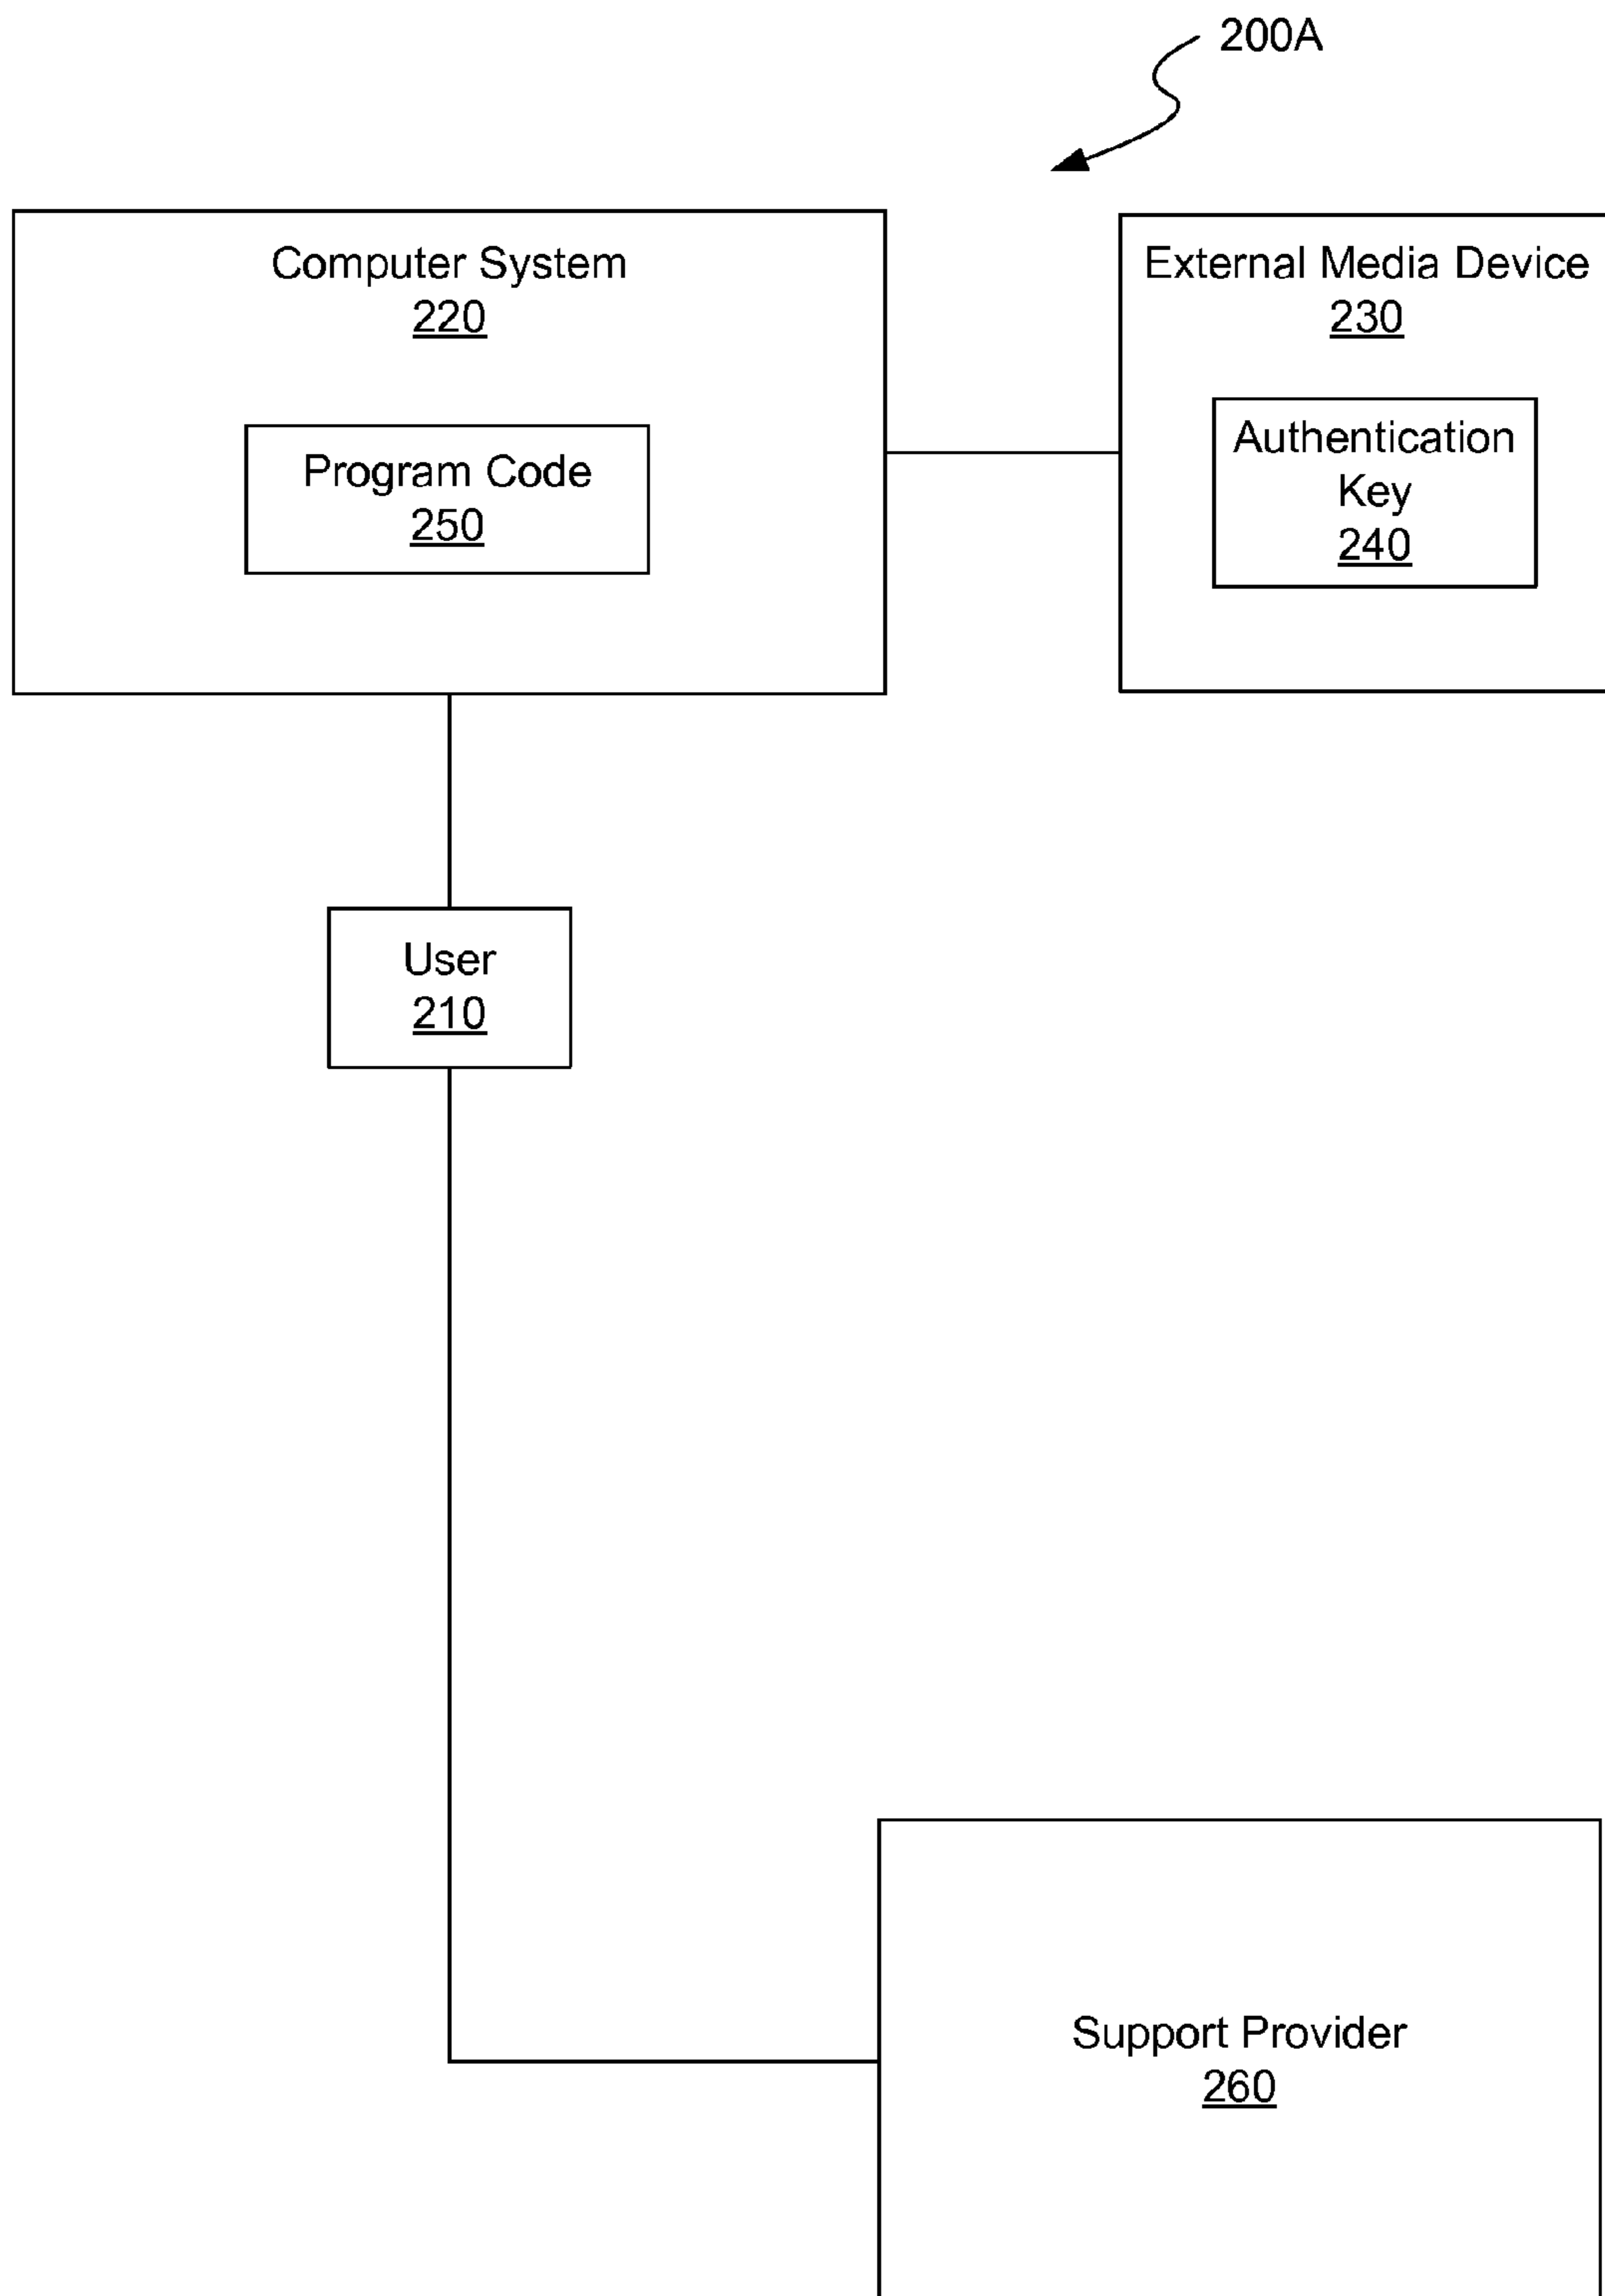 200A
Computer System
220
Program Code
250
External Media Device
230
Authentication
Key
240
User
210
Support Provider
260